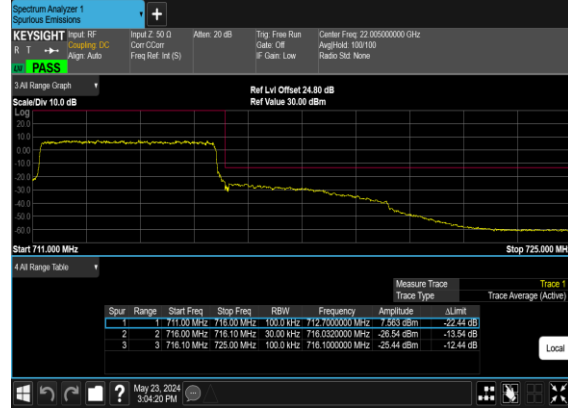 Spectrum Analyzer 1
Spurious Emissions
KEYSIGHT
R T
PASS
Input: RF
Coupling: DC
Align: Auto
Input Z: 50 Ω
Corr CCorr
Freq Ref: Int (S)
Atten: 20 dB
Trig: Free Run
Gate: Off
IF Gain: Low
Center Freq: 22.005000000 GHz
Avg|Hold: 100/100
Radio Std: None
3 All Range Graph
Ref Lvl Offset 24.80 dB
Scale/Div 10.0 dB
Ref Value 30.00 dBm
Log
20.0
10.0
0.00
-10.0
-20.0
-30.0
-40.0
-50.0
-60.0
Start 711.000 MHz
Stop 725.000 MH
4 All Range Table
Measure Trace Trace 1
Trace Type Trace Average (Active)
Spur Range Start Freq Stop Freq RBW Frequency Amplitude ΔLimit
1 1 711.00 MHz 716.00 MHz 100.0 kHz 712.7000000 MHz 7.563 dBm -22.44 dB
2 2 716.00 MHz 716.10 MHz 30.00 kHz 716.0320000 MHz -26.54 dBm -13.54 dB
3 3 716.10 MHz 725.00 MHz 100.0 kHz 716.1000000 MHz -25.44 dBm -12.44 dB
Local
?
May 23, 2024
3:04:20 PM